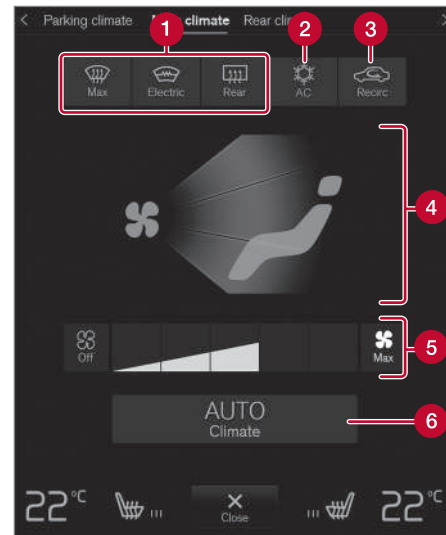 Parking climate climate Rear
1 2 3
Max Electric Rear AC Recirc
4
Off Max 5
AUTO 6
Climate
22°C 22°C
Close